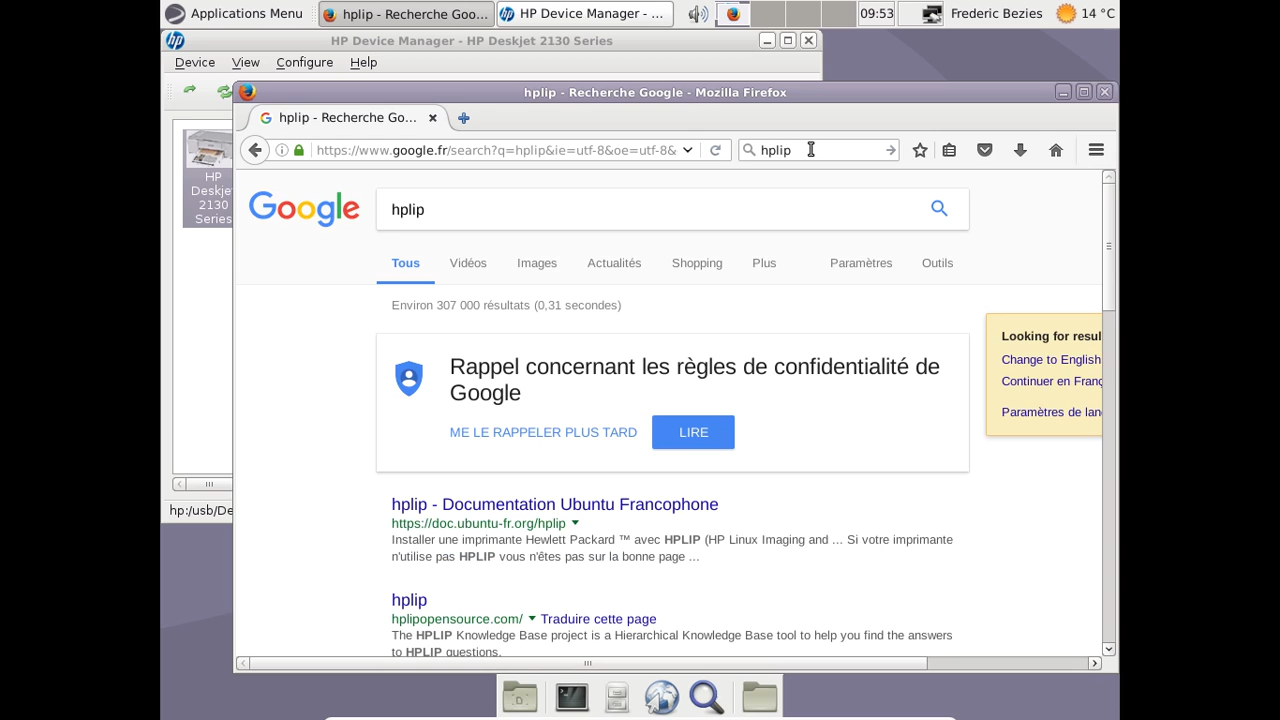 Applications Menu
hplip - Recherche Goo...
HP Device Manager - ...
09:53
Frederic Bezies
14 °C
HP Device Manager - HP Deskjet 2130 Series
Device View Configure Help
HP
Deskjet
2130
Series
hp:/usb/De
hplip - Recherche Google - Mozilla Firefox
hplip - Recherche Go...
https://www.google.fr/search?q=hplip&ie=utf-8&oe=utf-8&
hplip
Google
hplip
Tous Vidéos Images Actualités Shopping Plus Paramètres Outils
Environ 307 000 résultats (0,31 secondes)
Rappel concernant les règles de confidentialité de
Google
ME LE RAPPELER PLUS TARD LIRE
Looking for resul
Change to English
Continuer en Franç
Paramètres de lan
hplip - Documentation Ubuntu Francophone
https://doc.ubuntu-fr.org/hplip
Installer une imprimante Hewlett Packard ™ avec HPLIP (HP Linux Imaging and ... Si votre imprimante
n'utilise pas HPLIP vous n'êtes pas sur la bonne page ...
hplip
hplipopensource.com/ Traduire cette page
The HPLIP Knowledge Base project is a Hierarchical Knowledge Base tool to help you find the answers
to HPLIP questions.